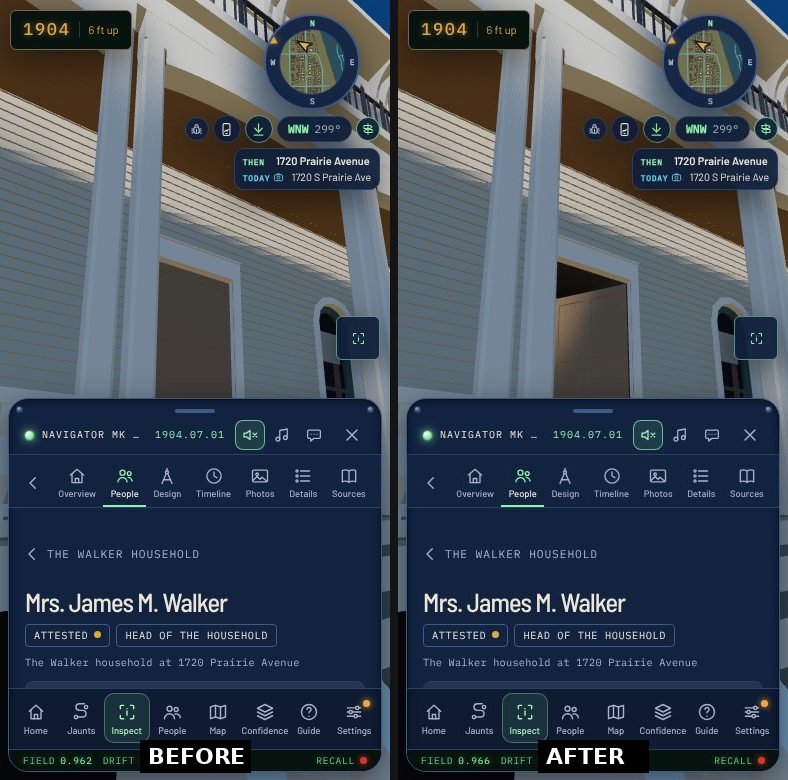 1904 6 ft up
N
W E
S
WNW 299°
THEN 1720 Prairie Avenue
TODAY 1720 S Prairie Ave
NAVIGATOR MK … 1904.07.01
Overview People Design Timeline Photos Details Sources
THE WALKER HOUSEHOLD
Mrs. James M. Walker
ATTESTED HEAD OF THE HOUSEHOLD
The Walker household at 1720 Prairie Avenue
Home Jaunts Inspect People Map Confidence Guide Settings
FIELD 0.962 DRIFT RECALL
BEFORE
1904 6 ft up
N
W E
S
WNW 299°
THEN 1720 Prairie Avenue
TODAY 1720 S Prairie Ave
NAVIGATOR MK … 1904.07.01
Overview People Design Timeline Photos Details Sources
THE WALKER HOUSEHOLD
Mrs. James M. Walker
ATTESTED HEAD OF THE HOUSEHOLD
The Walker household at 1720 Prairie Avenue
Home Jaunts Inspect People Map Confidence Guide Settings
FIELD 0.966 DRIFT RECALL
AFTER